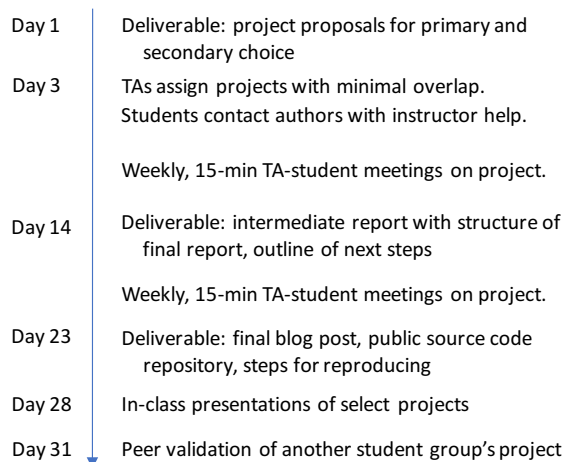 Day 1 Deliverable: project proposals for primary and
secondary choice
Day 3 TAs assign projects with minimal overlap.
Students contact authors with instructor help.
Weekly, 15-min TA-student meetings on project.
Day 14 Deliverable: intermediate report with structure of
final report, outline of next steps
Weekly, 15-min TA-student meetings on project.
Day 23 Deliverable: final blog post, public source code
repository, steps for reproducing
Day 28 In-class presentations of select projects
Day 31 Peer validation of another student group's project